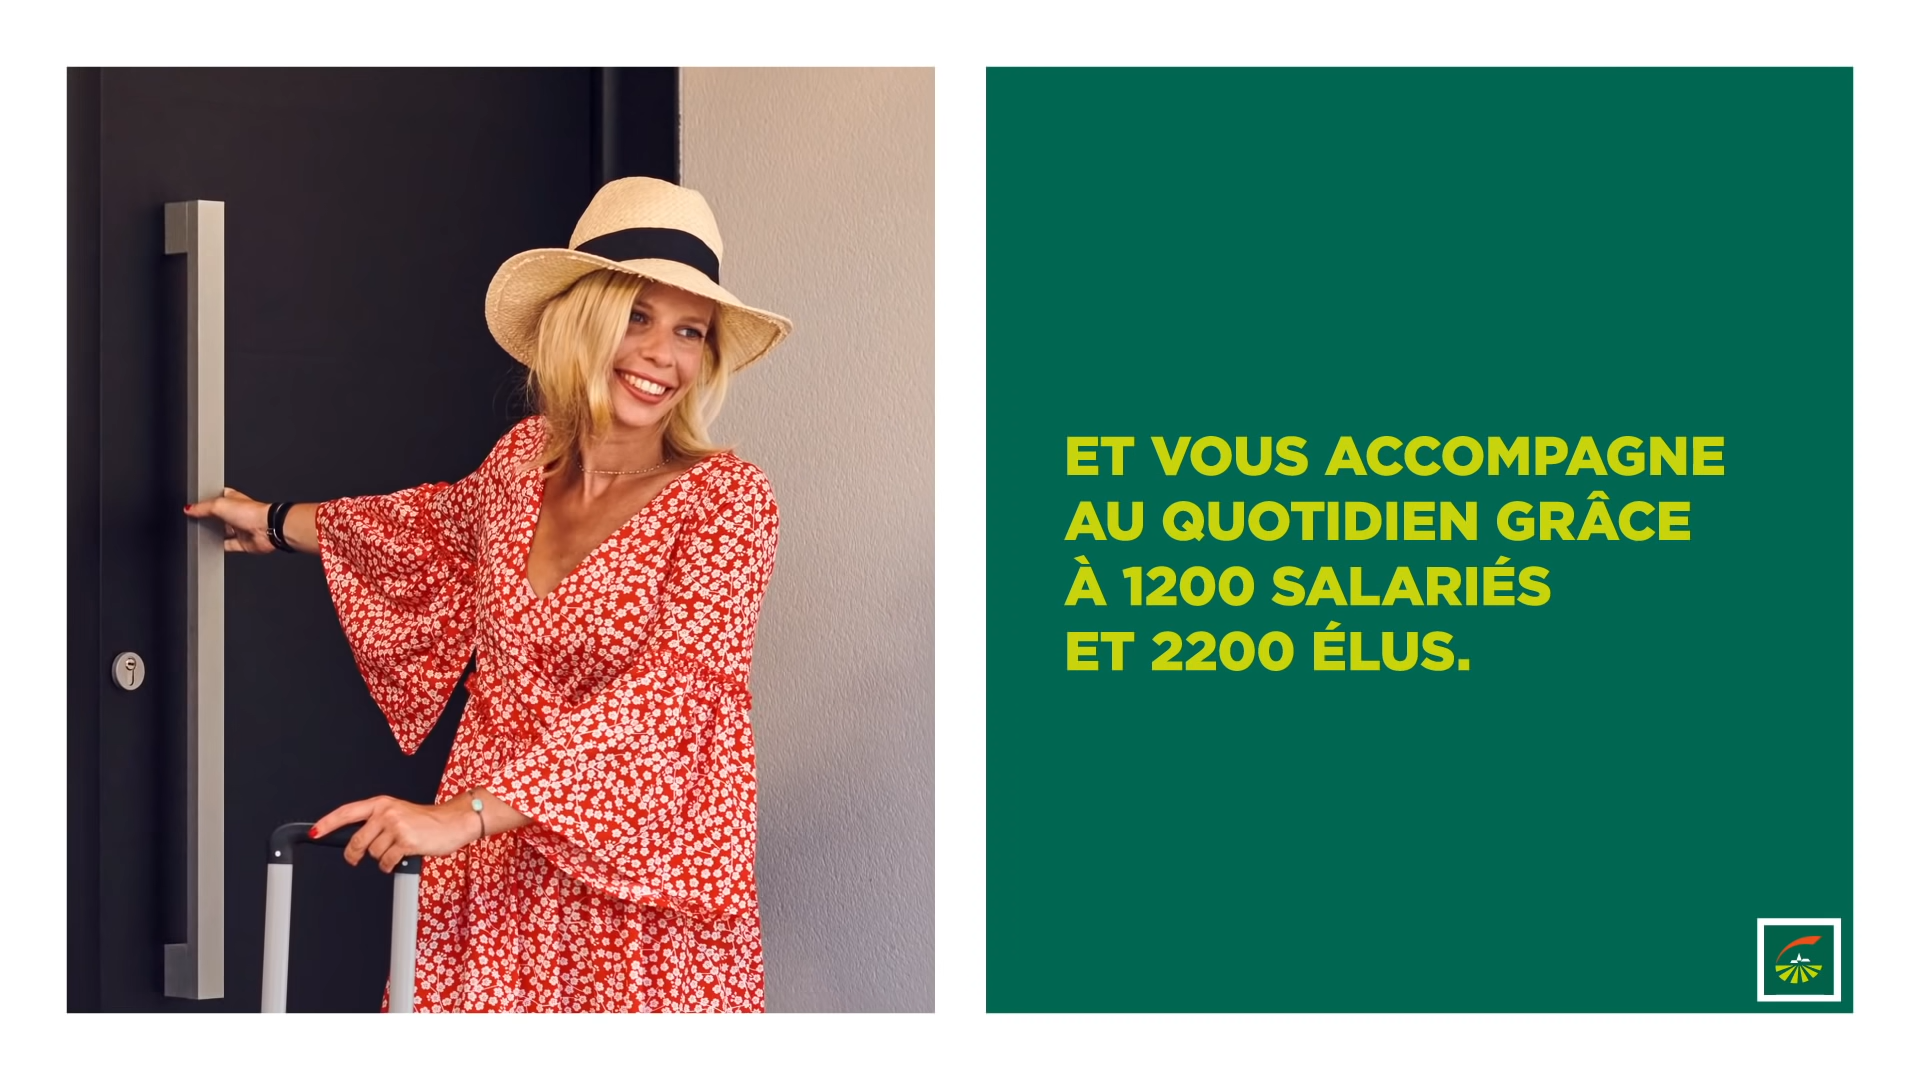 ET VOUS ACCOMPAGNE
AU QUOTIDIEN GRÂCE
À 1200 SALARIÉS
ET 2200 ÉLUS.